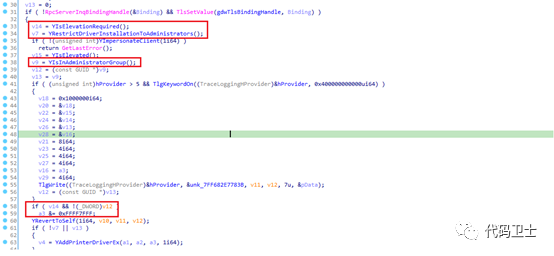 30 v13 = 0;
31 if ( !RpcServerInqBindingHandle(&Binding) && TlsSetValue(gdwTlsBindingHandle, Binding) )
32 {
33 v14 = YIsElevationRequired();
34 v7 = YRestrictDriverInstallationToAdministrators();
35 if ( !(unsigned int)YImpersonateClient(1i64) )
36 return GetLastError();
37 v15 = YIsElevated();
38 v9 = YIsInAdministratorGroup();
39 v12 = (const GUID *)v9;
40 v13 = v9;
41 if ( (unsigned int)hProvider > 5 && TlgKeywordOn((TraceLoggingHProvider)&hProvider, 0x400000000000ui64) )
42 {
43 v18 = 0x1000000i64;
44 v20 = &v18;
45 v22 = &v15;
46 v24 = &v14;
47 v26 = &v17;
48 v28 = &v16;
49 v21 = 8i64;
50 v23 = 4i64;
51 v25 = 4i64;
52 v27 = 4i64;
53 v29 = 4i64;
54 v16 = a3;
55 TlgWrite((TraceLoggingHProvider)&hProvider, &unk_7FF682E77838, v11, v12, 7u, &pData);
56 v12 = (const GUID *)v13;
57 }
58 if ( v14 && !(_DWORD)v12 )
59 a3 &= 0xFFFF7FFF;
60 YRevertToSelf(1i64, v10, v11, v12);
61 if ( !v7 || v13 )
62 {
63 v4 = YAddPrinterDriverEx(a1, a2, a3, 1i64);
代码卫士